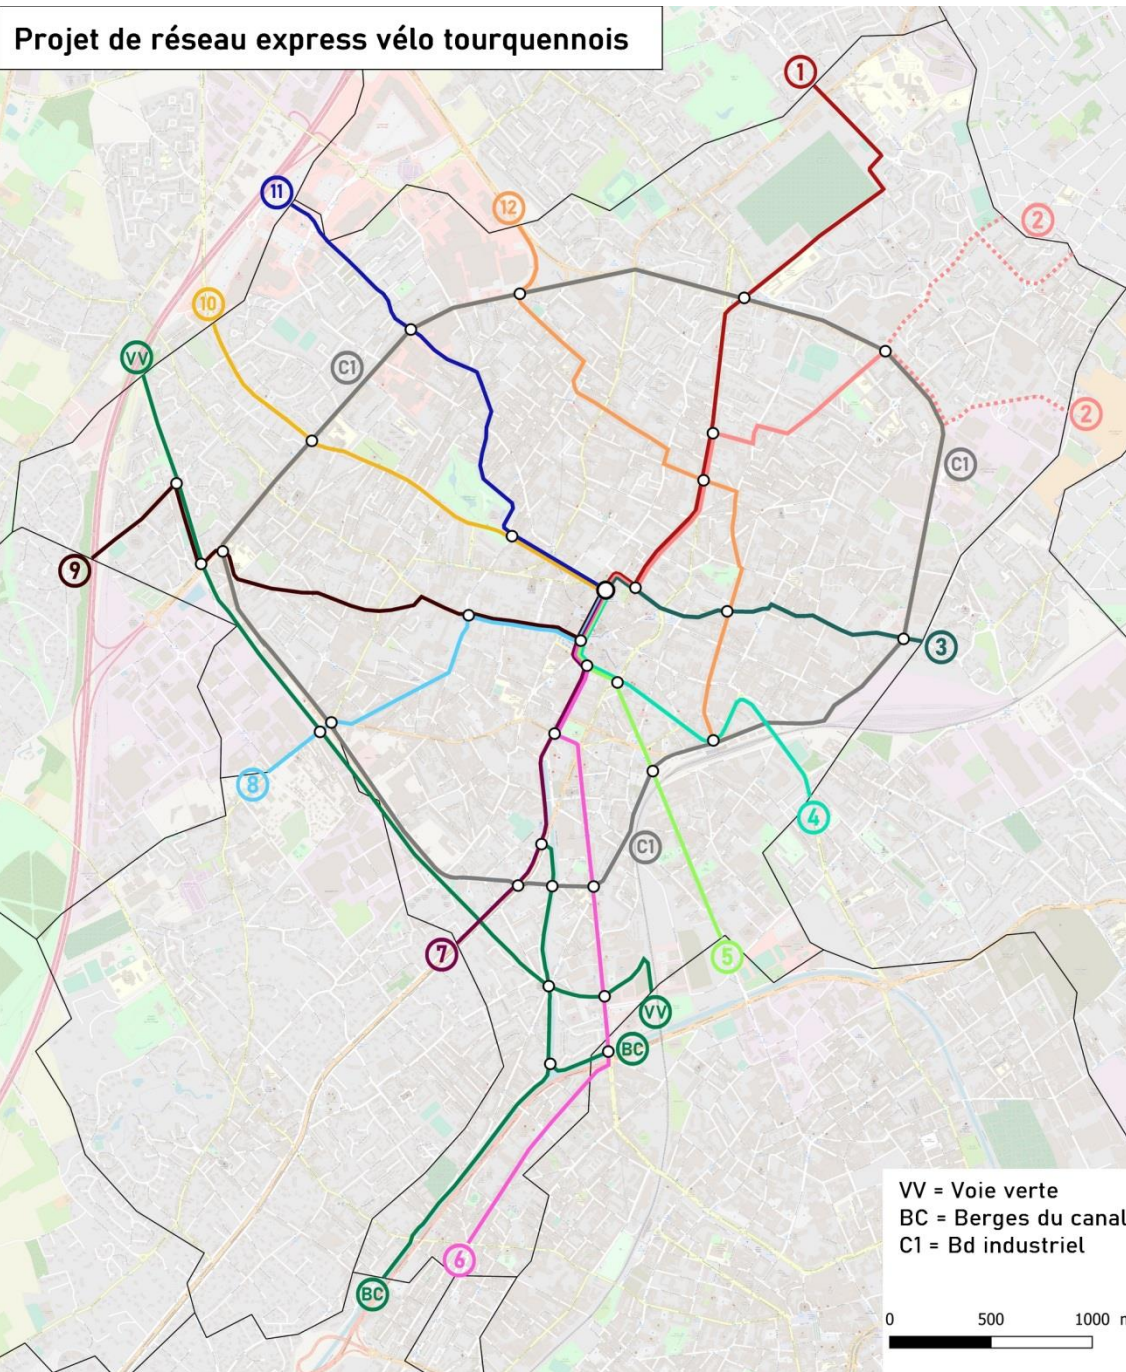 Projet de réseau express vélo tourquennois
1
11
12
2
10
VV
C1
2
C1
9
3
8
4
C1
7
5
VV
BC
6
BC
VV = Voie verte
BC = Berges du canal
C1 = Bd industriel
0 500 1000 m